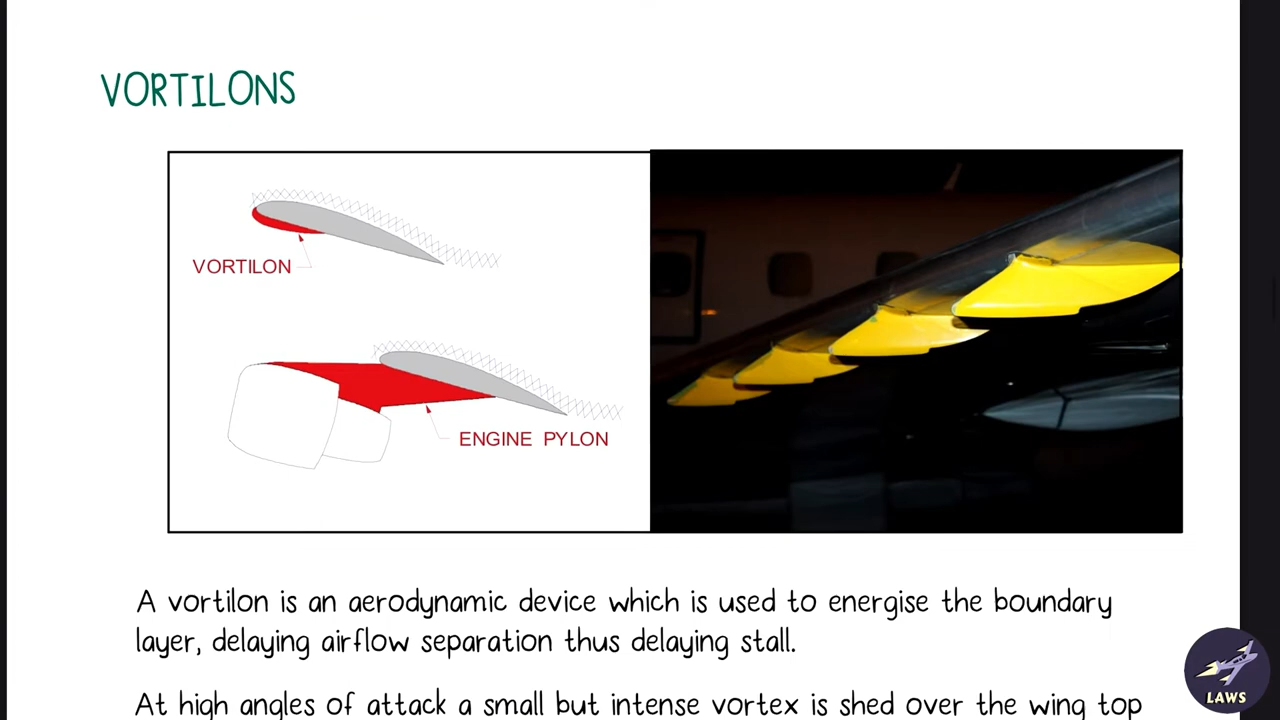 VORTILONS
VORTILON
ENGINE PYLON
A vortilon is an aerodynamic device which is used to energise the boundary
layer, delaying airflow separation thus delaying stall.
At high angles of attack a small but intense vortex is shed over the wing top
LAWS